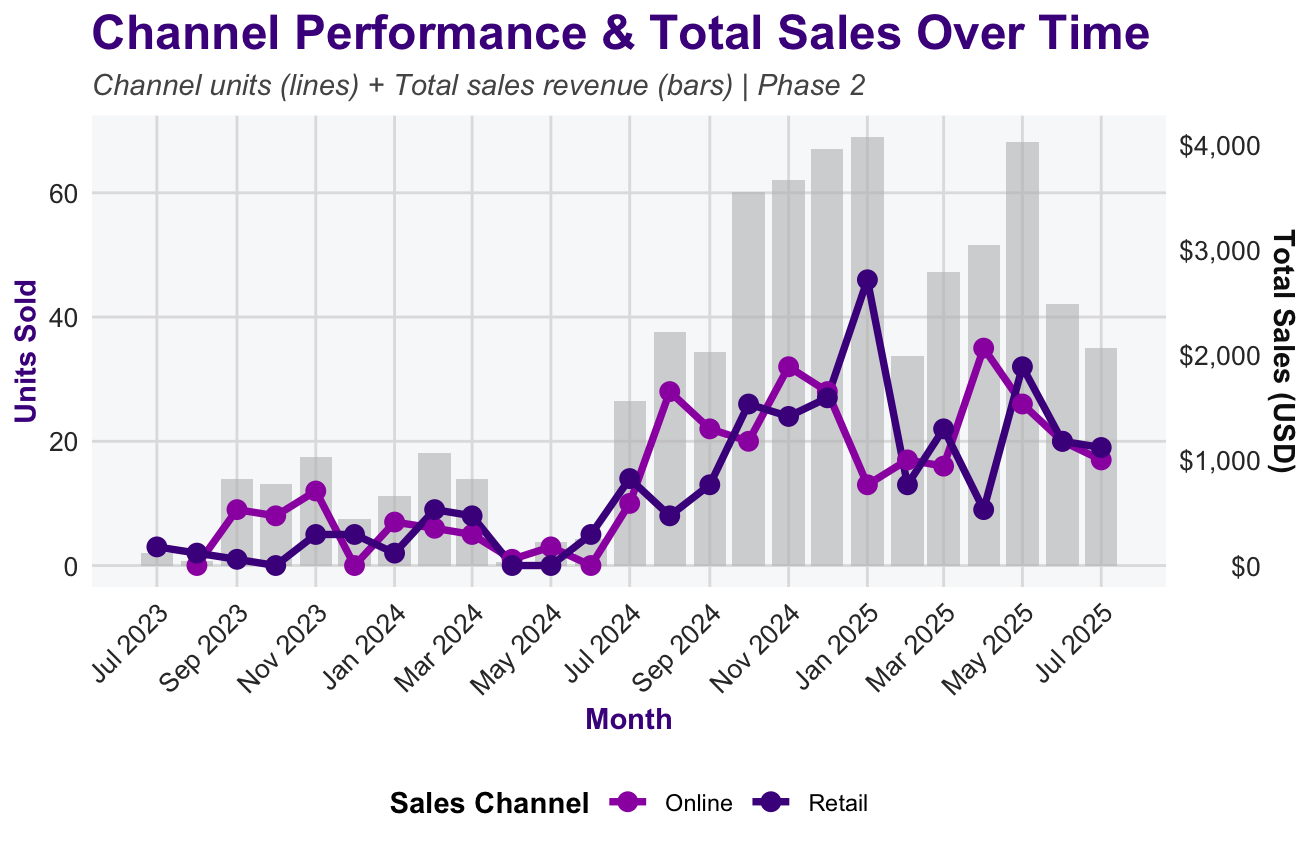 Channel Performance & Total Sales Over Time
Channel units (lines) + Total sales revenue (bars) | Phase 2
Units Sold
60
40
20
0
$4,000
$3,000
$2,000
$1,000
$0
Total Sales (USD)
Jul 2023
Sep 2023
Nov 2023
Jan 2024
Mar 2024
May 2024
Jul 2024
Sep 2024
Nov 2024
Jan 2025
Mar 2025
May 2025
Jul 2025
Month
Sales Channel Online Retail